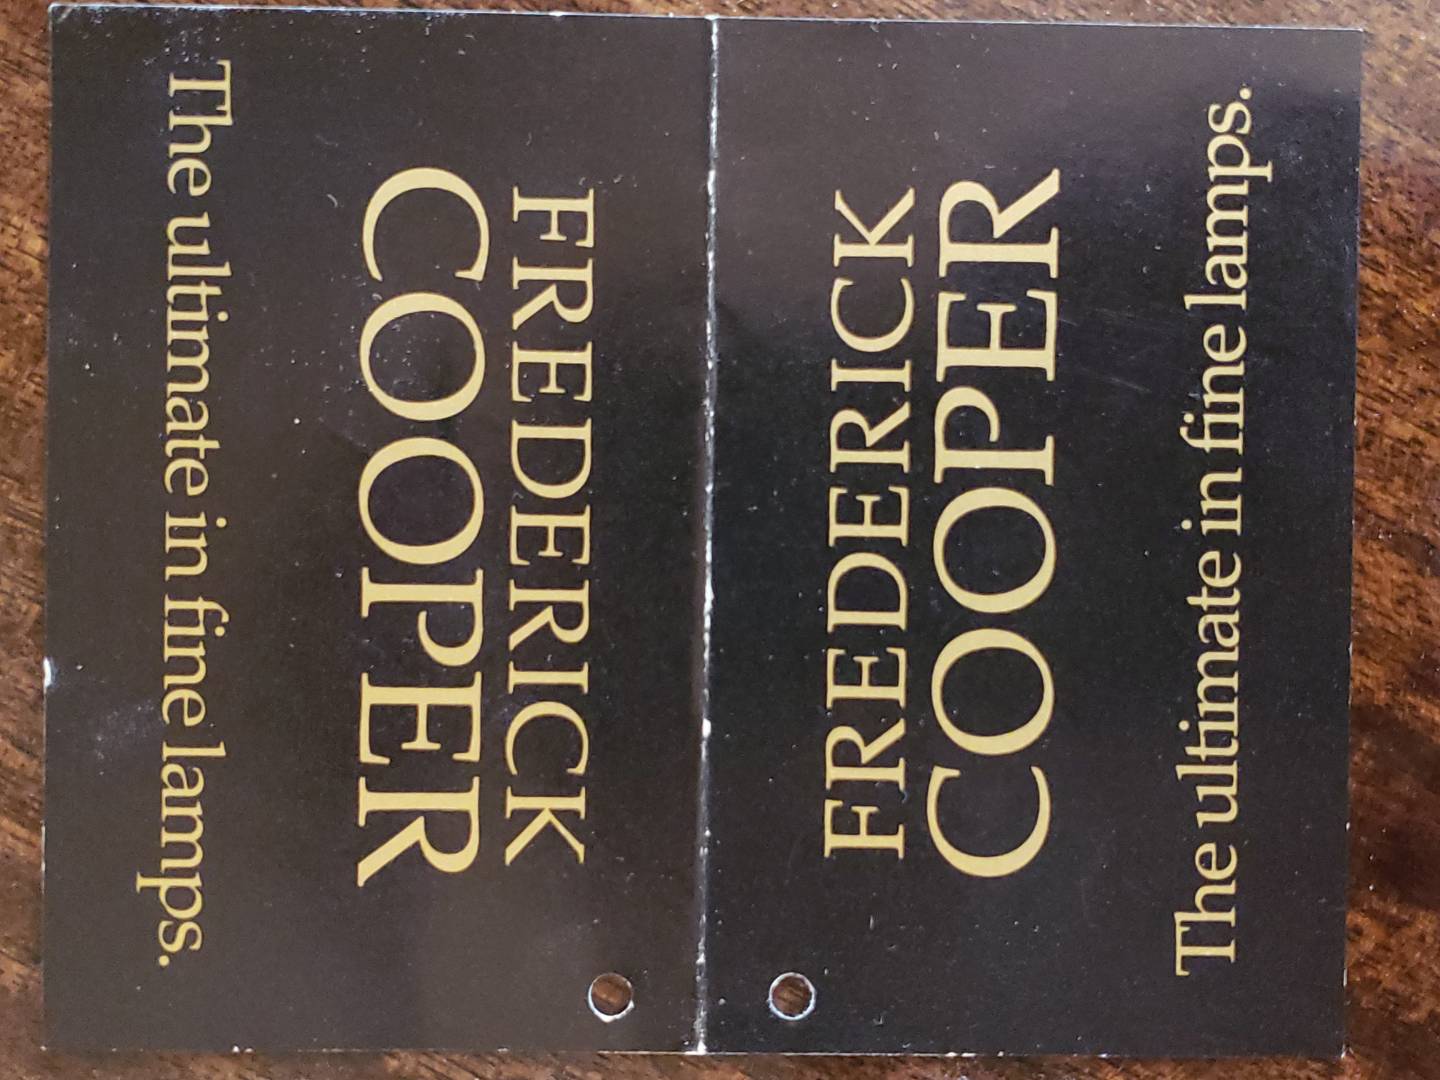 FREDERICK
COOPER
The ultimate in fine lamps.
FREDERICK
COOPER
The ultimate in fine lamps.